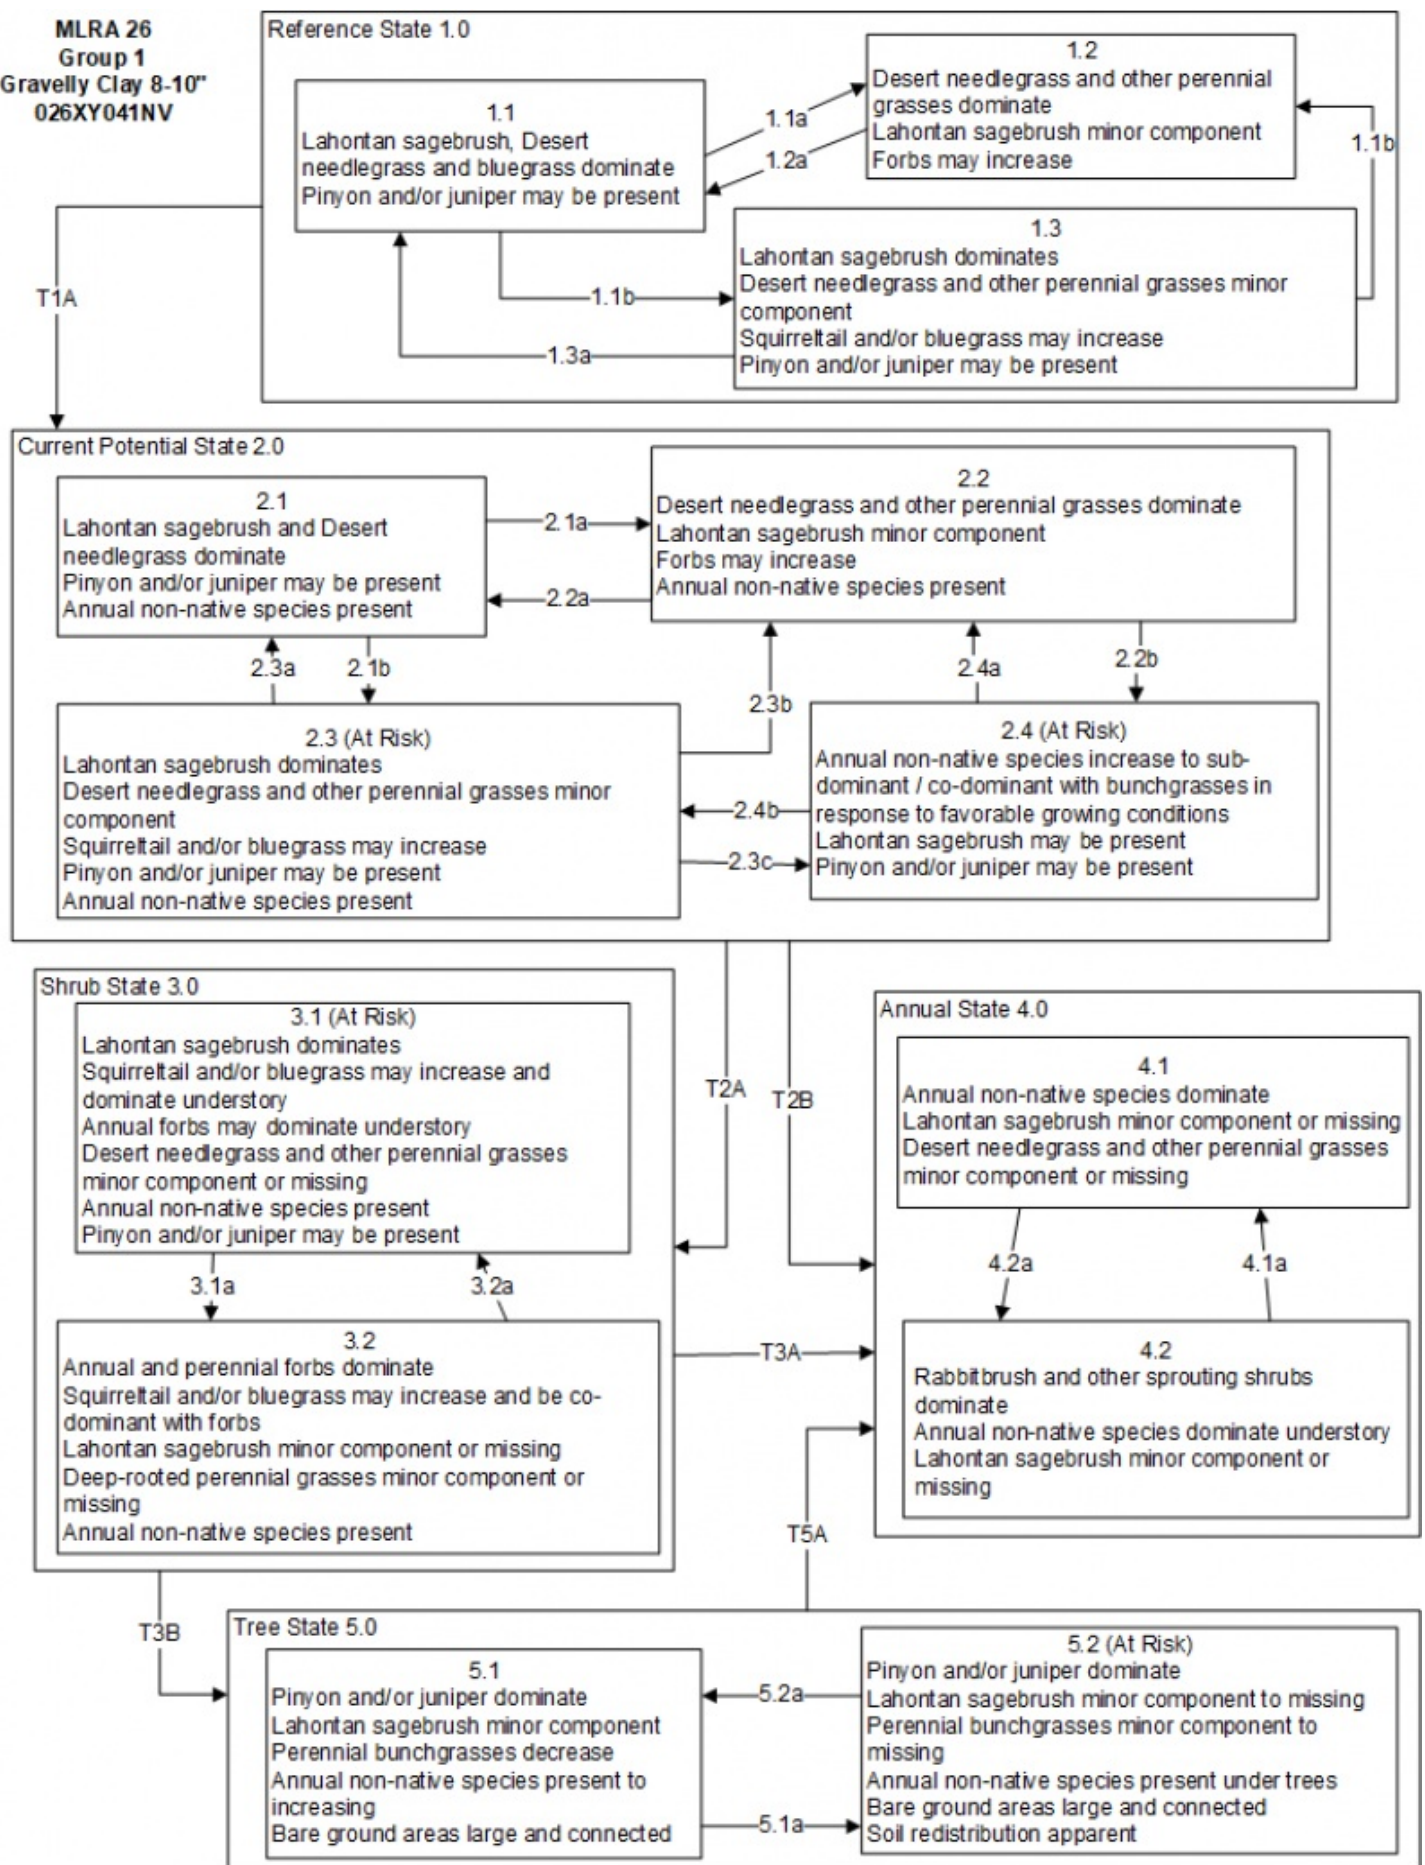 MLRA 26
Group 1
Gravelly Clay 8-10"
026XY041NV
Reference State 1.0
1.1
Lahontan sagebrush, Desert
needlegrass and bluegrass dominate
Pinyon and/or juniper may be present
1.1a
1.2a
1.2
Desert needlegrass and other perennial
grasses dominate
Lahontan sagebrush minor component
Forbs may increase
1.1b
1.3
Lahontan sagebrush dominates
Desert needlegrass and other perennial grasses minor
component
Squirreltail and/or bluegrass may increase
Pinyon and/or juniper may be present
1.1b
1.3a
T1A
Current Potential State 2.0
2.1
Lahontan sagebrush and Desert
needlegrass dominate
Pinyon and/or juniper may be present
Annual non-native species present
2.1a
2.2a
2.2
Desert needlegrass and other perennial grasses dominate
Lahontan sagebrush minor component
Forbs may increase
Annual non-native species present
2.3a
2.1b
2.3b
2.4a
2.2b
2.3 (At Risk)
Lahontan sagebrush dominates
Desert needlegrass and other perennial grasses minor
component
Squirreltail and/or bluegrass may increase
Pinyon and/or juniper may be present
Annual non-native species present
2.4b
2.3c
2.4 (At Risk)
Annual non-native species increase to sub-
dominant / co-dominant with bunchgrasses in
response to favorable growing conditions
Lahontan sagebrush may be present
Pinyon and/or juniper may be present
Shrub State 3.0
3.1 (At Risk)
Lahontan sagebrush dominates
Squirreltail and/or bluegrass may increase and
dominate understory
Annual forbs may dominate understory
Desert needlegrass and other perennial grasses
minor component or missing
Annual non-native species present
Pinyon and/or juniper may be present
3.1a
3.2a
3.2
Annual and perennial forbs dominate
Squirreltail and/or bluegrass may increase and be co-
dominant with forbs
Lahontan sagebrush minor component or missing
Deep-rooted perennial grasses minor component or
missing
Annual non-native species present
T2A
T2B
Annual State 4.0
4.1
Annual non-native species dominate
Lahontan sagebrush minor component or missing
Desert needlegrass and other perennial grasses
minor component or missing
4.2a
4.1a
T3A
4.2
Rabbitbrush and other sprouting shrubs
dominate
Annual non-native species dominate understory
Lahontan sagebrush minor component or
missing
T5A
T3B
Tree State 5.0
5.1
Pinyon and/or juniper dominate
Lahontan sagebrush minor component
Perennial bunchgrasses decrease
Annual non-native species present to
increasing
Bare ground areas large and connected
5.2a
5.1a
5.2 (At Risk)
Pinyon and/or juniper dominate
Lahontan sagebrush minor component to missing
Perennial bunchgrasses minor component to
missing
Annual non-native species present under trees
Bare ground areas large and connected
Soil redistribution apparent